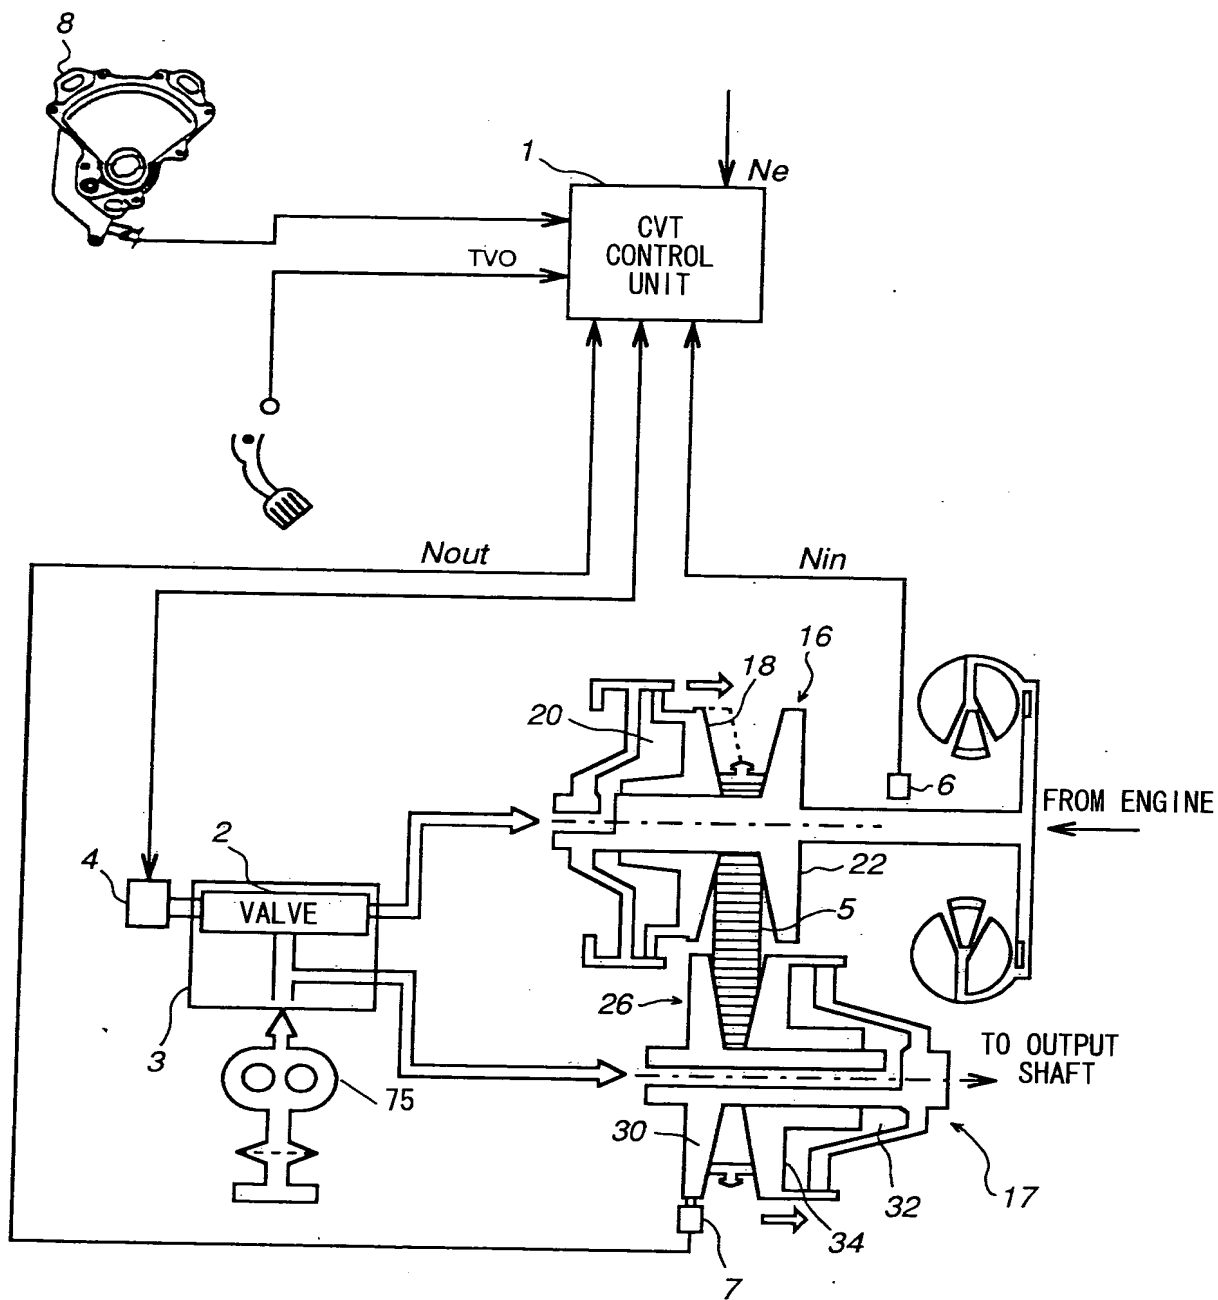 8
1
Ne
CVT
CONTROL
UNIT
TVO
Nout
Nin
16
18
20
6
FROM ENGINE
2
4
VALVE
22
5
26
3
TO OUTPUT
SHAFT
75
30
32
17
34
7